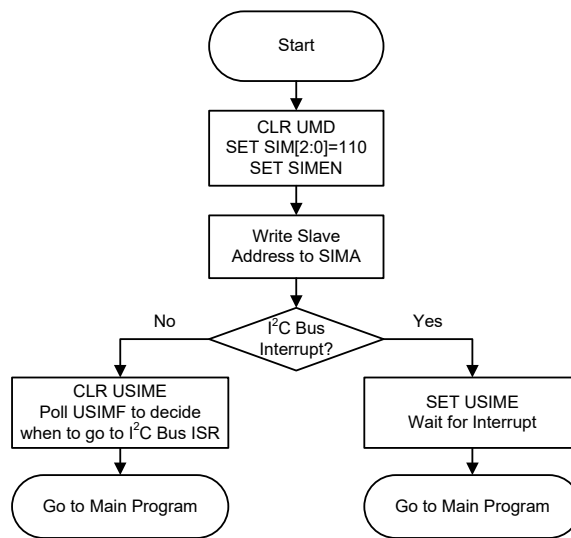 Start
CLR UMD
SET SIM[2:0]=110
SET SIMEN
Write Slave
Address to SIMA
I²C Bus
Interrupt?
No
Yes
CLR USIME
Poll USIMF to decide
when to go to I²C Bus ISR
SET USIME
Wait for Interrupt
Go to Main Program
Go to Main Program